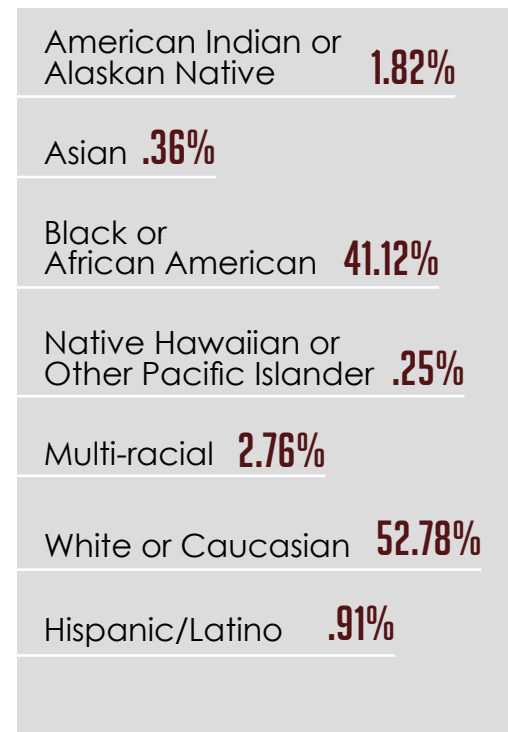 American Indian or
Alaskan Native 1.82%
Asian .36%
Black or
African American 41.12%
Native Hawaiian or
Other Pacific Islander .25%
Multi-racial 2.76%
White or Caucasian 52.78%
Hispanic/Latino .91%